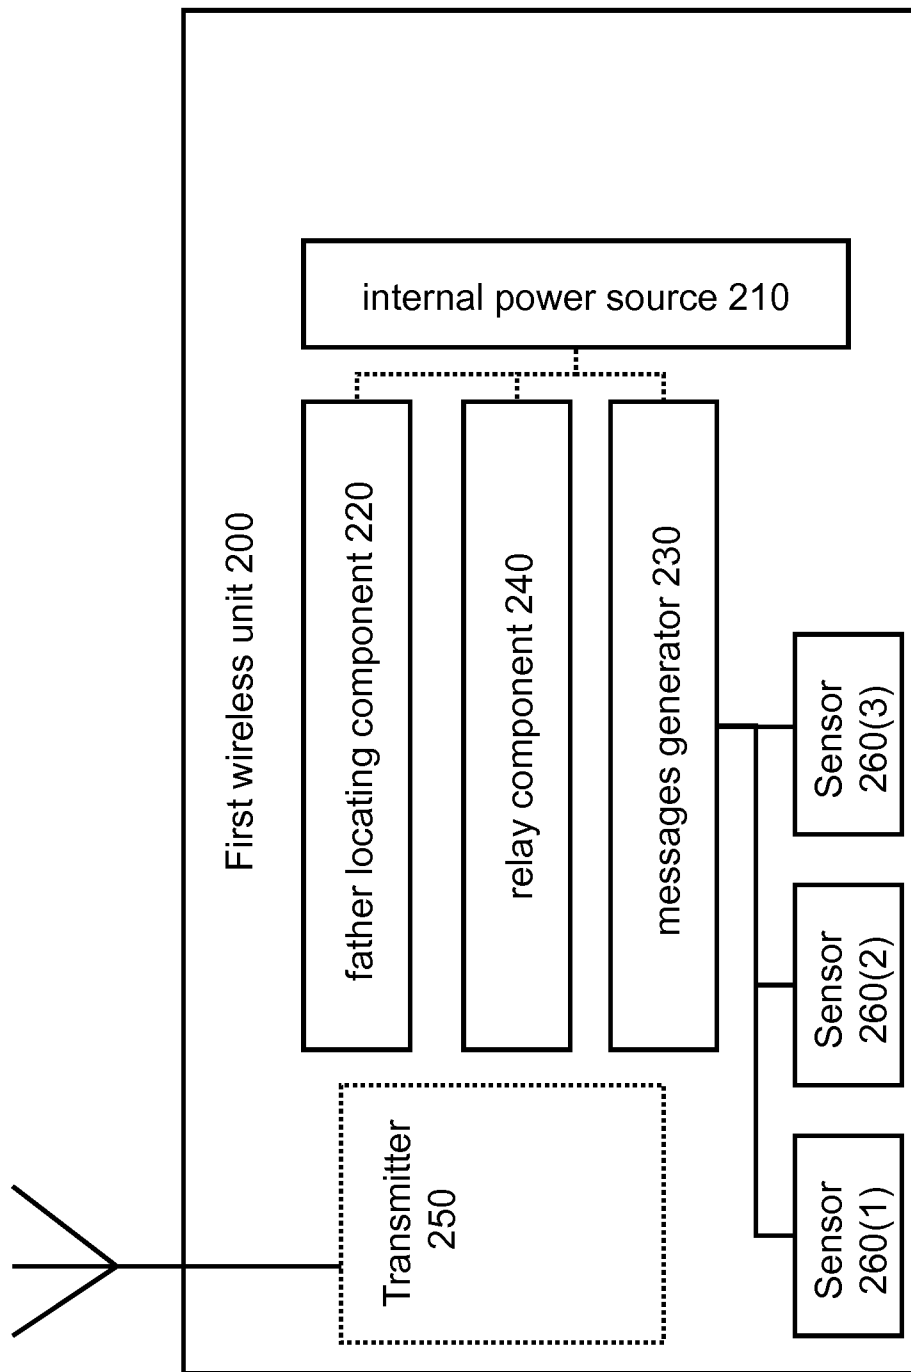 First wireless unit 200
Transmitter
250
father locating component 220
relay component 240
messages generator 230
internal power source 210
Sensor
260(1)
Sensor
260(2)
Sensor
260(3)